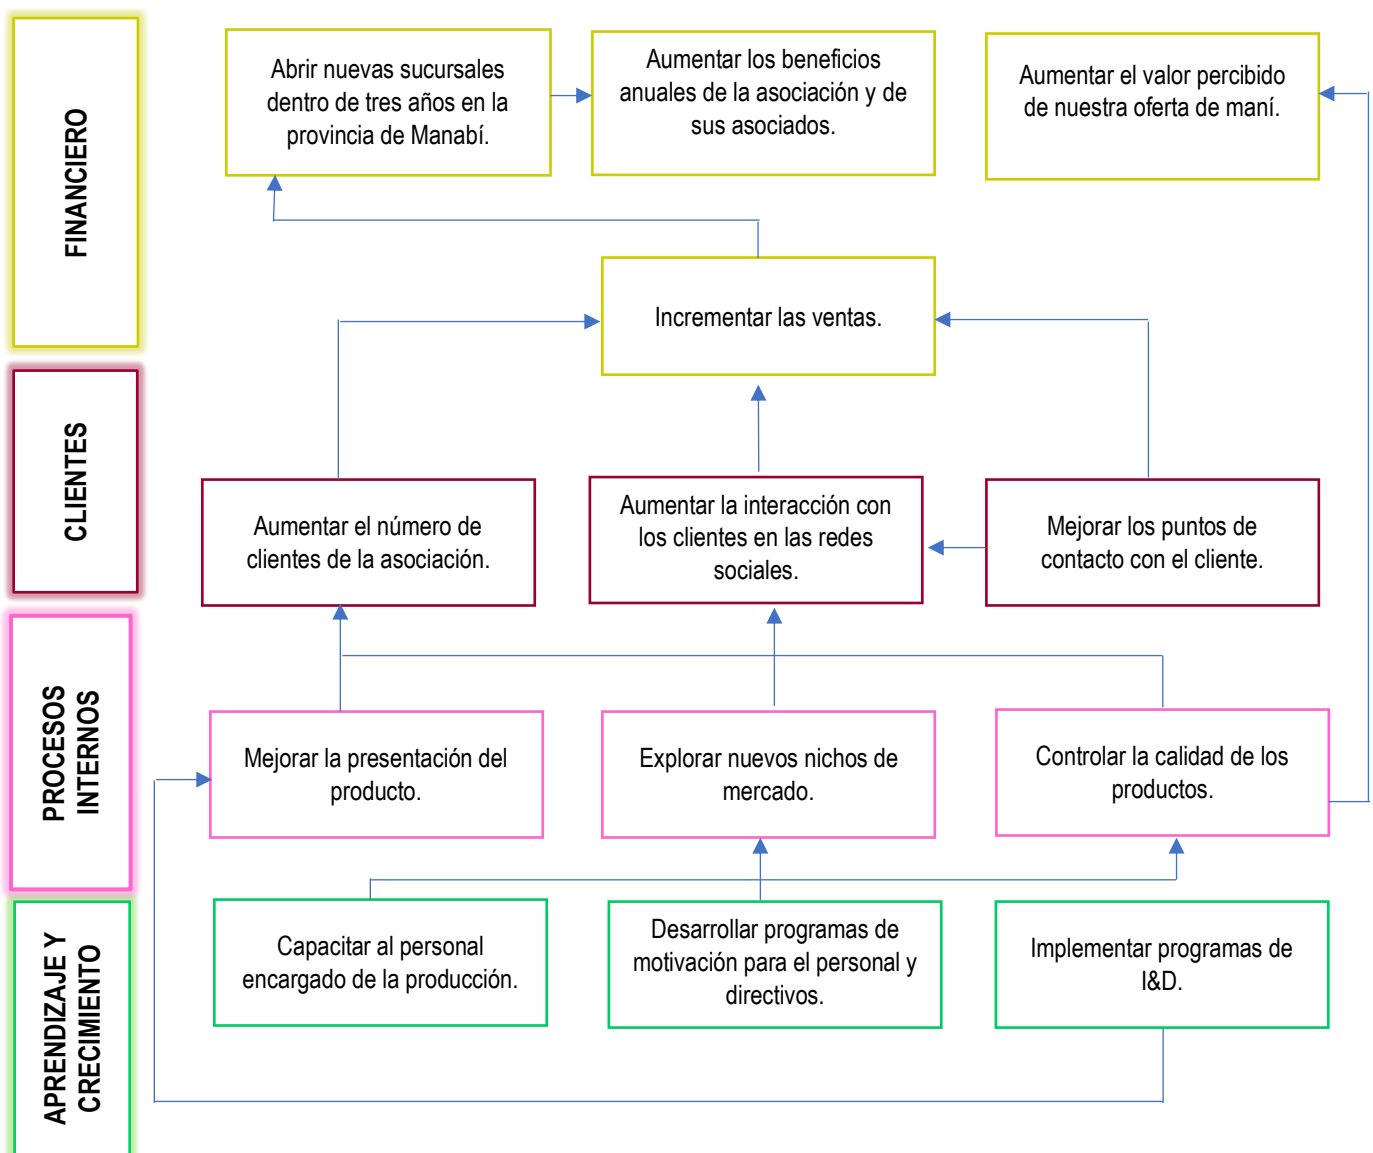 FINANCIERO
Abrir nuevas sucursales
dentro de tres años en la
provincia de Manabí.
Aumentar los beneficios
anuales de la asociación y de
sus asociados.
Aumentar el valor percibido
de nuestra oferta de maní.
Incrementar las ventas.
CLIENTES
Aumentar el número de
clientes de la asociación.
Aumentar la interacción con
los clientes en las redes
sociales.
Mejorar los puntos de
contacto con el cliente.
PROCESOS
INTERNOS
Mejorar la presentación del
producto.
Explorar nuevos nichos de
mercado.
Controlar la calidad de los
productos.
APRENDIZAJE Y
CRECIMIENTO
Capacitar al personal
encargado de la producción.
Desarrollar programas de
motivación para el personal y
directivos.
Implementar programas de
I&D.